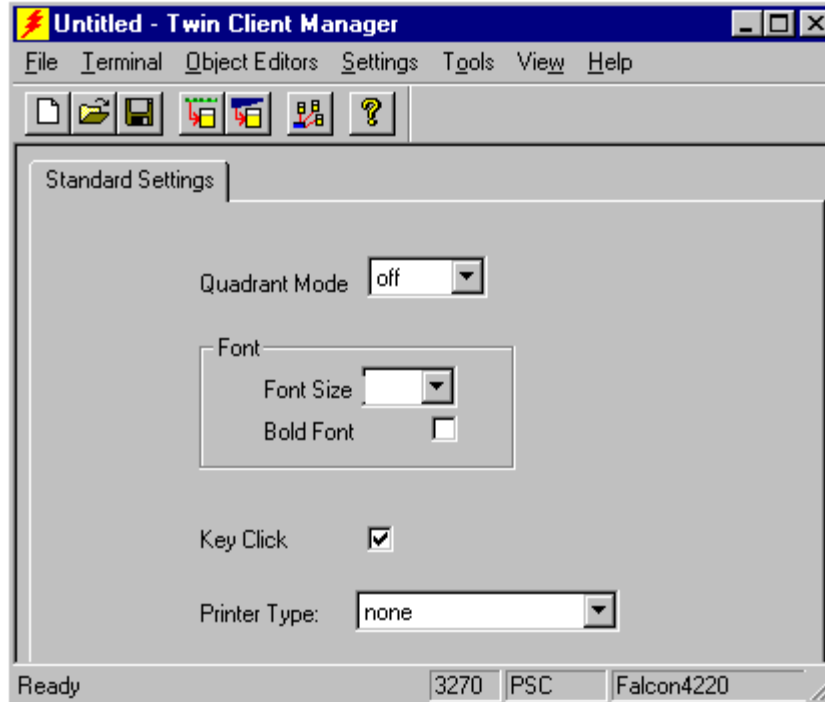 Untitled - Twin Client Manager
File Terminal Object Editors Settings Tools View Help
Standard Settings
Quadrant Mode off
Font
Font Size
Bold Font
Key Click
Printer Type: none
Ready 3270 PSC Falcon4220